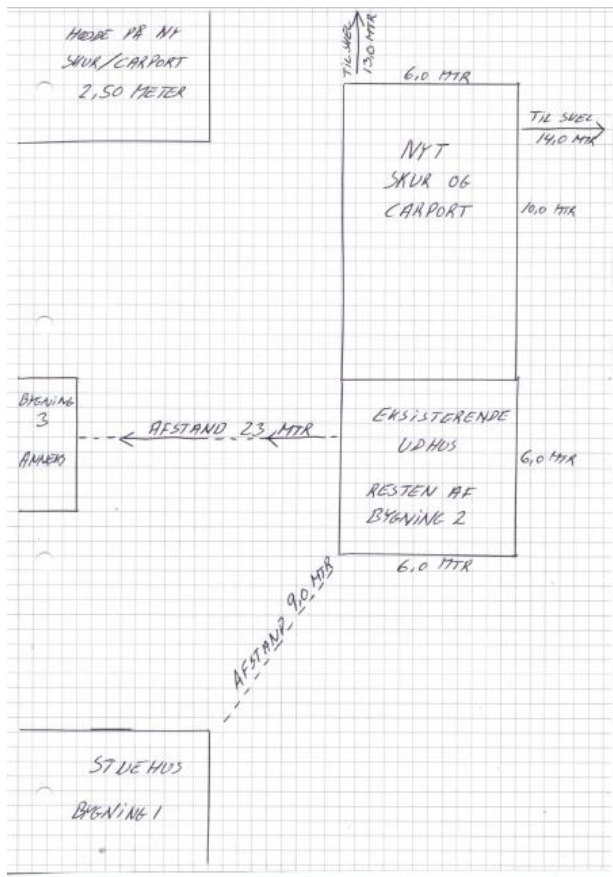 HØJDE PÅ NY
SKUR/CARPORT
2,50 METER
TIL SKEL
13,0 MTR
6,0 MTR
TIL SKEL
14,0 MTR
NYT
SKUR OG
CARPORT
10,0 MTR
BYGNING
3
ANNEKS
AFSTAND 23 MTR
EKSISTERENDE
UDHUS
RESTEN AF
BYGNING 2
6,0 MTR
6,0 MTR
AFSTAND 9,0 MTR
STUEHUS
BYGNING 1